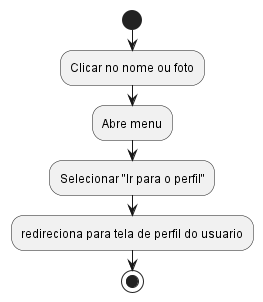 Clicar no nome ou foto
Abre menu
Selecionar "Ir para o perfil"
redireciona para tela de perfil do usuario